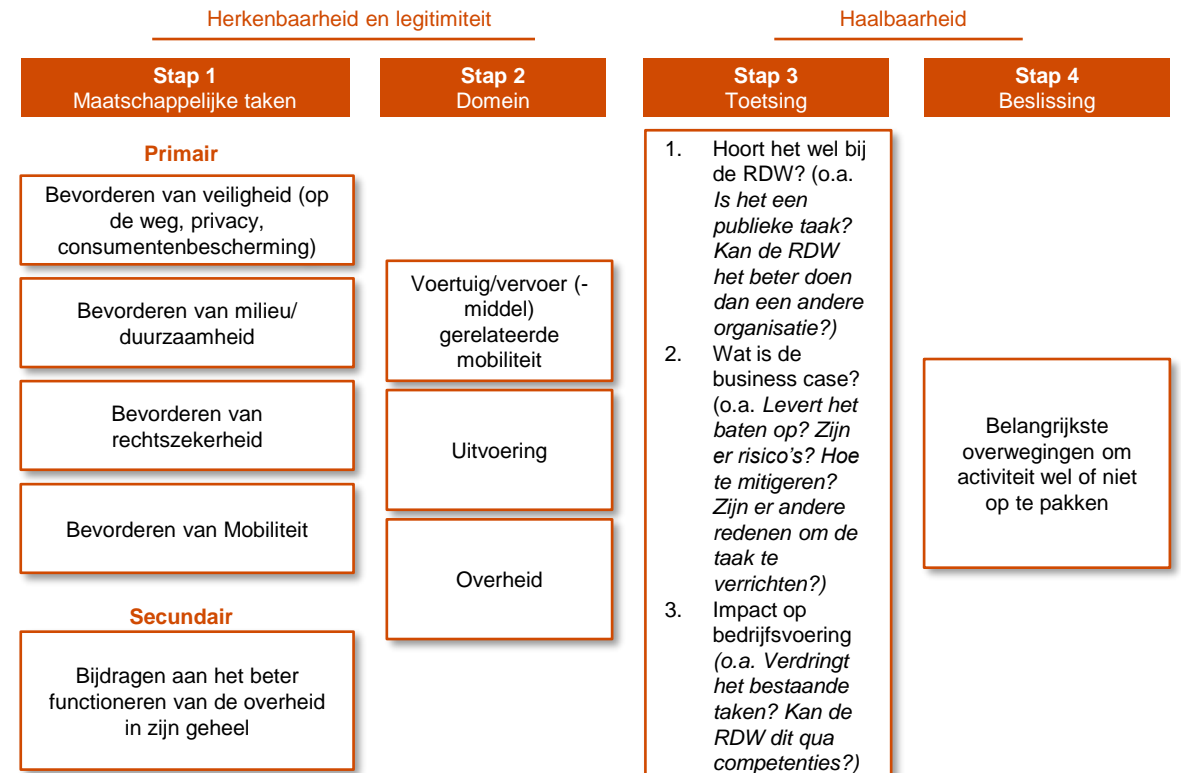 Herkenbaarheid en legitimiteit
Haalbaarheid
Stap 1
Maatschappelijke taken
Stap 2
Domein
Stap 3
Toetsing
Stap 4
Beslissing
Primair
Bevorderen van veiligheid (op
de weg, privacy,
consumentenbescherming)
Bevorderen van milieu/
duurzaamheid
Bevorderen van
rechtszekerheid
Bevorderen van Mobiliteit
Secundair
Bijdragen aan het beter
functioneren van de overheid
in zijn geheel
Voertuig/vervoer (-
middel)
gerelateerde
mobiliteit
Uitvoering
Overheid
1. Hoort het wel bij
de RDW? (o.a.
Is het een
publieke taak?
Kan de RDW
het beter doen
dan een andere
organisatie?)
2. Wat is de
business case?
(o.a. Levert het
baten op? Zijn
er risico's? Hoe
te mitigeren?
Zijn er andere
redenen om de
taak te
verrichten?)
3. Impact op
bedrijfsvoering
(o.a. Verdringt
het bestaande
taken? Kan de
RDW dit qua
competenties?)
Belangrijkste
overwegingen om
activiteit wel of niet
op te pakken